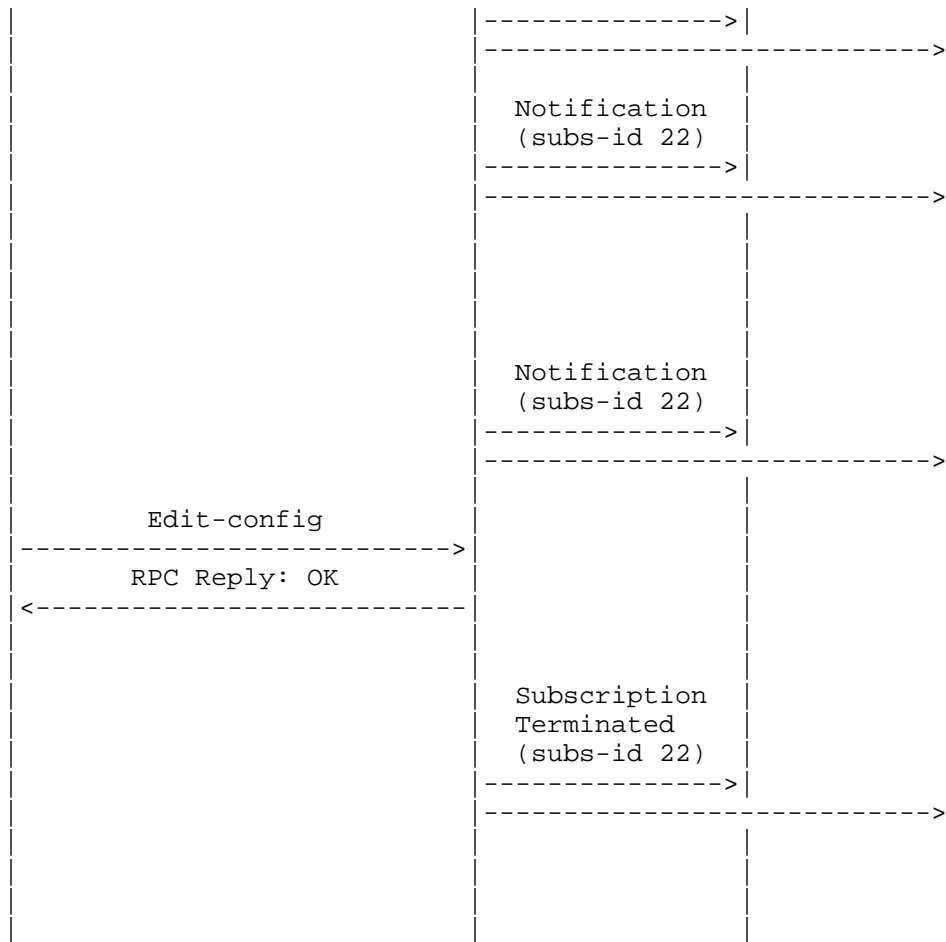 Notification
(subs-id 22)
Notification
(subs-id 22)
Edit-config
RPC Reply: OK
Subscription
Terminated
(subs-id 22)